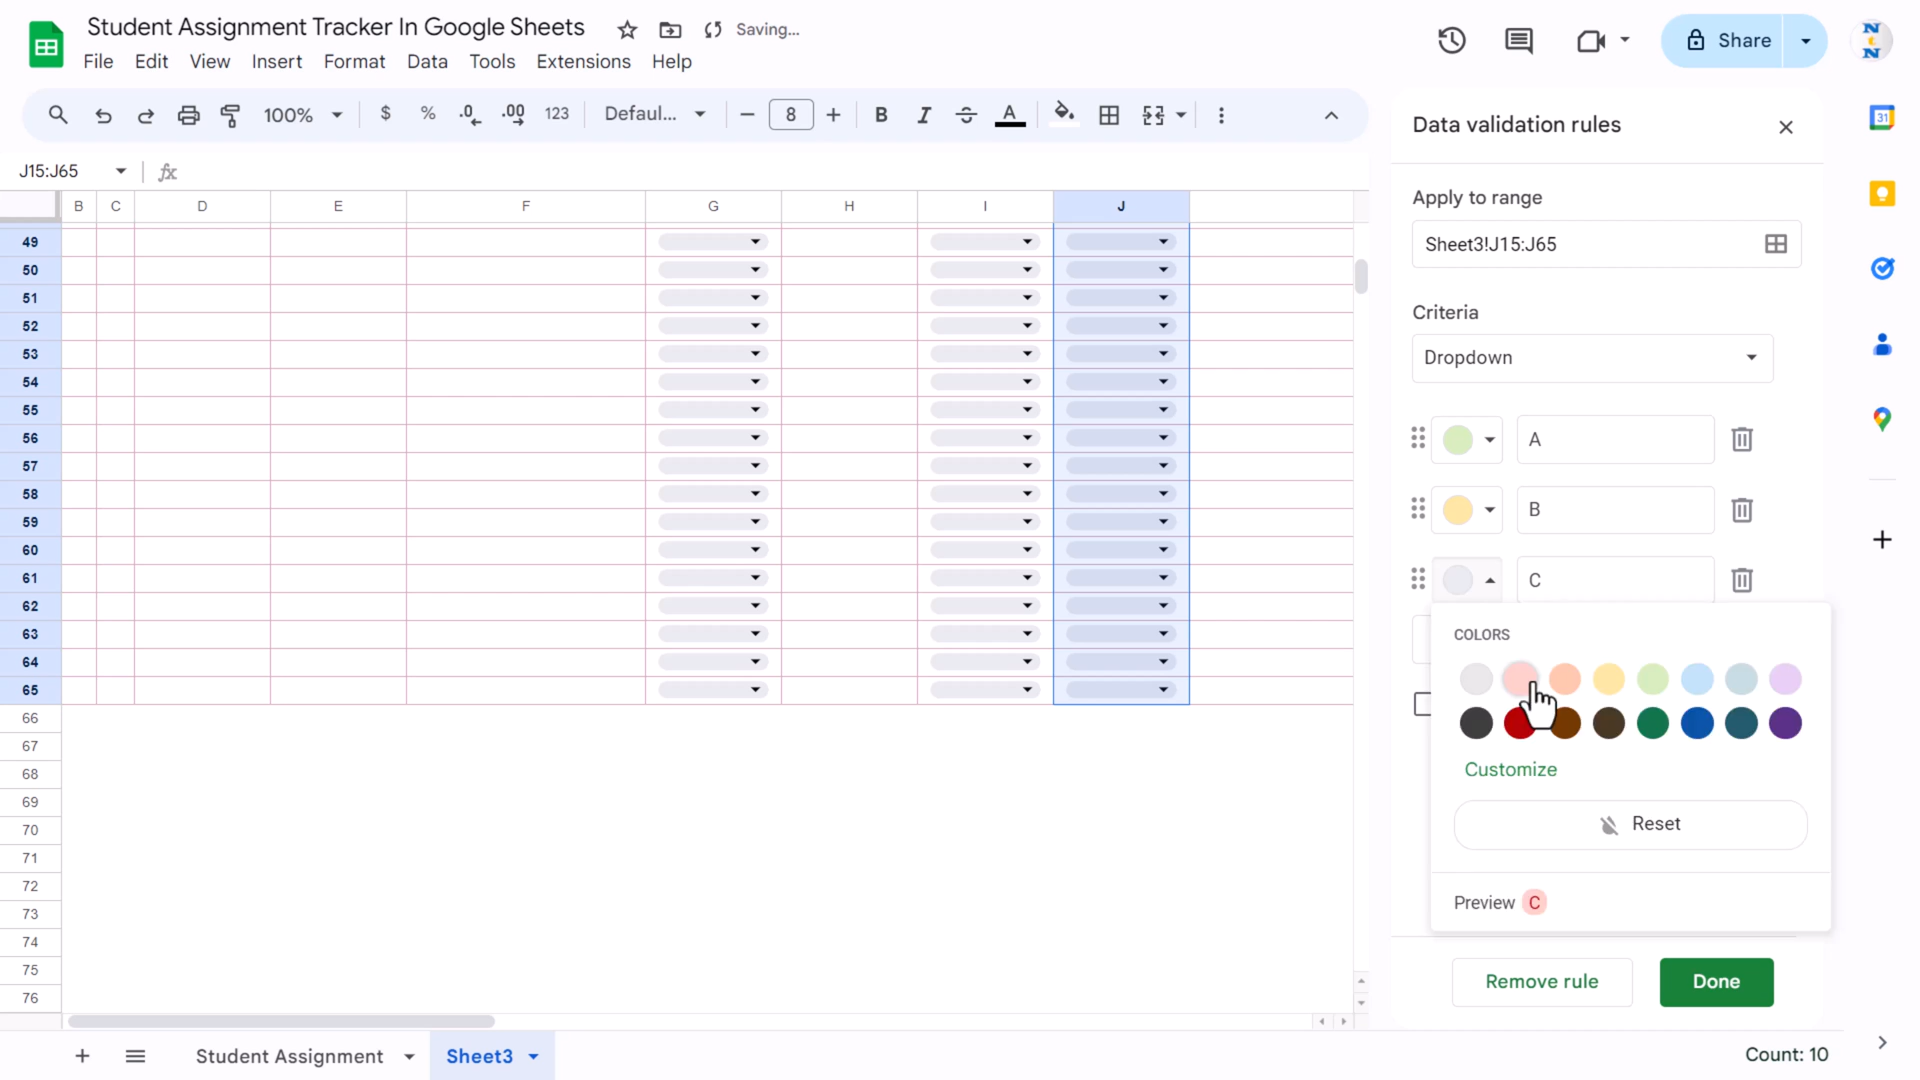 Student Assignment Tracker In Google Sheets
Saving...
File Edit View Insert Format Data Tools Extensions Help
Share
100%
$ % .0 .00 123
Defaul...
8
B I S A
J15:J65
fx
B C D E F G H I J
49
50
51
52
53
54
55
56
57
58
59
60
61
62
63
64
65
66
67
68
69
70
71
72
73
74
75
76
Data validation rules
Apply to range
Sheet3!J15:J65
Criteria
Dropdown
A
B
C
COLORS
Customize
Reset
Preview C
Remove rule
Done
31
N
N
Student Assignment
Sheet3
Count: 10